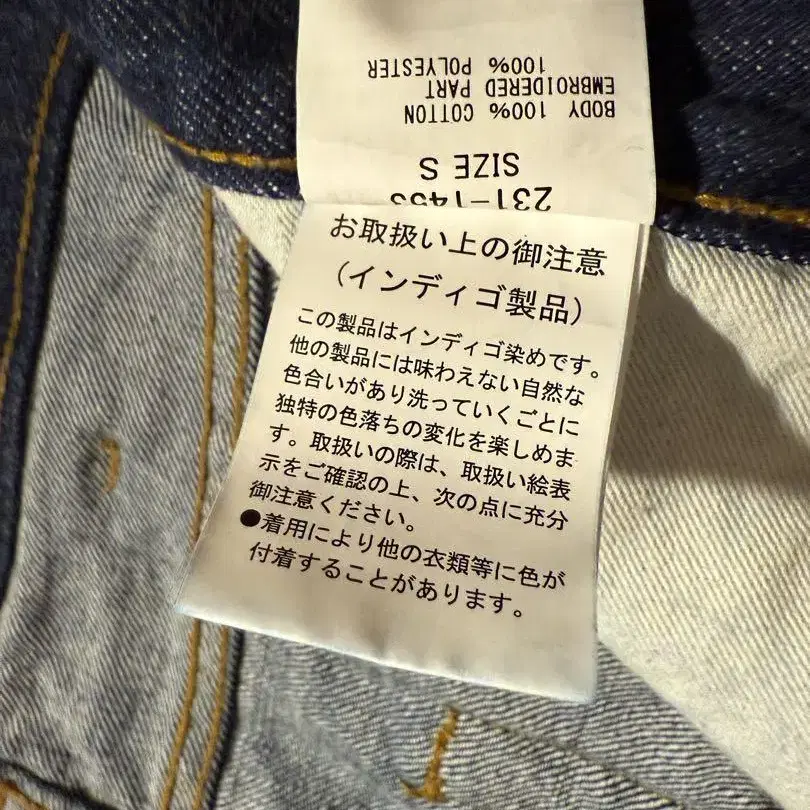 SIZE S
BODY 100% COTTON
EMBROIDERED PART
100% POLYESTER
お取扱い上の御注意
(インディゴ製品)
この製品はインディゴ染めです。
他の製品には味わえない自然な
色合いがあり洗っていくごとに
独特の色落ちの変化を楽しめま
す。取扱いの際は、取扱い絵表
示をご確認の上、次の点に充分
御注意ください。
●着用により他の衣類等に色が
付着することがあります。